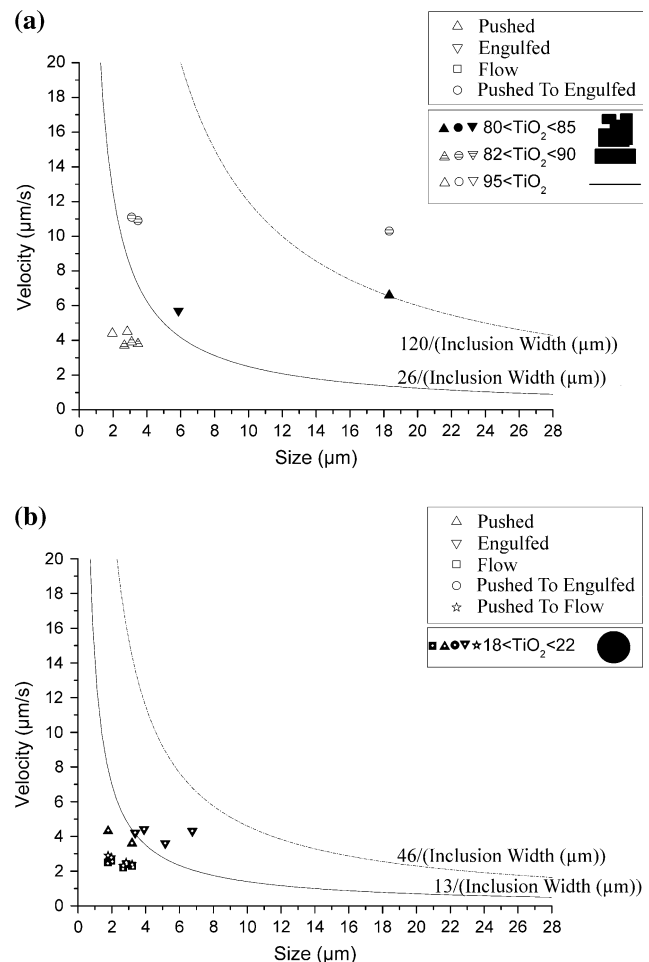 (a)
Pushed
Engulfed
Flow
Pushed To Engulfed
80<TiO2<85
82<TiO2<90
95<TiO2
20
18
16
14
12
10
8
6
4
2
0
Velocity (µm/s)
120/(Inclusion Width (µm))
26/(Inclusion Width (µm))
0 2 4 6 8 10 12 14 16 18 20 22 24 26 28
Size (µm)
(b)
Pushed
Engulfed
Flow
Pushed To Engulfed
Pushed To Flow
18<TiO2<22
20
18
16
14
12
10
8
6
4
2
0
Velocity (µm/s)
46/(Inclusion Width (µm))
13/(Inclusion Width (µm))
0 2 4 6 8 10 12 14 16 18 20 22 24 26 28
Size (µm)